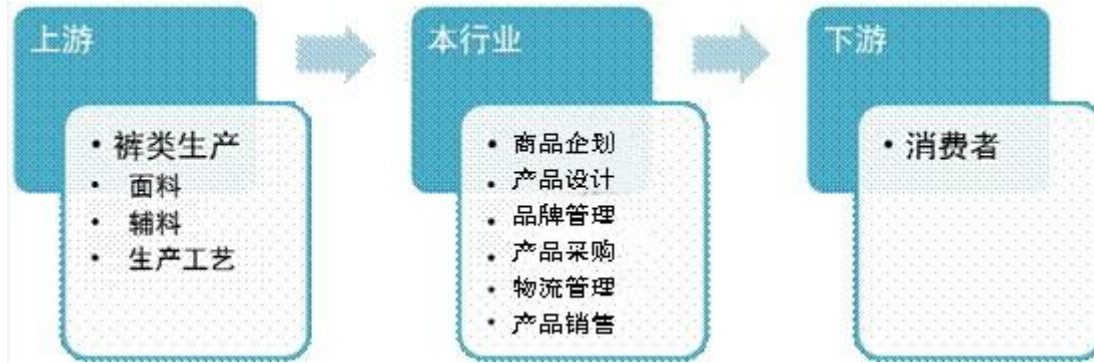 上游
• 裤类生产
• 面料
• 辅料
• 生产工艺
本行业
• 商品企划
• 产品设计
• 品牌管理
• 产品采购
• 物流管理
• 产品销售
下游
• 消费者